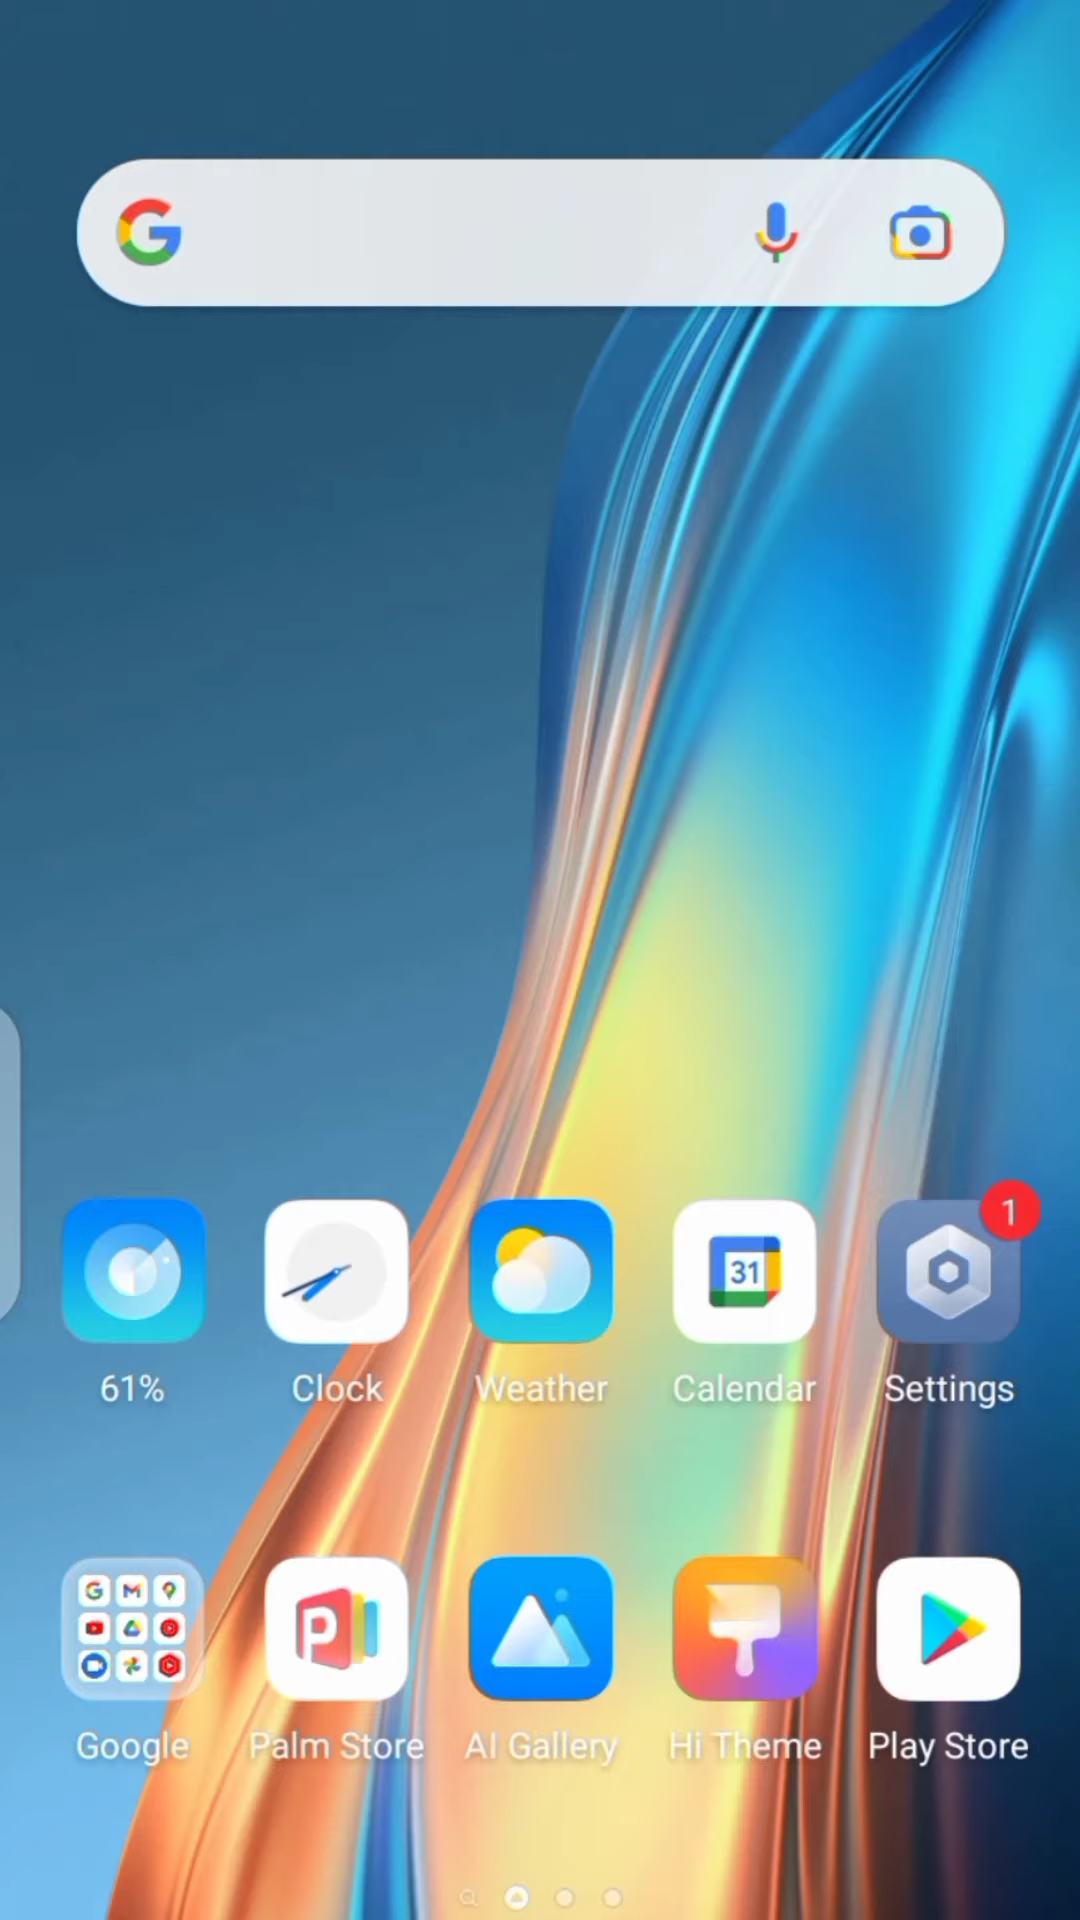 G
1
31
61%
Clock
Weather
Calendar
Settings
P
Google
Palm Store
AI Gallery
Hi Theme
Play Store